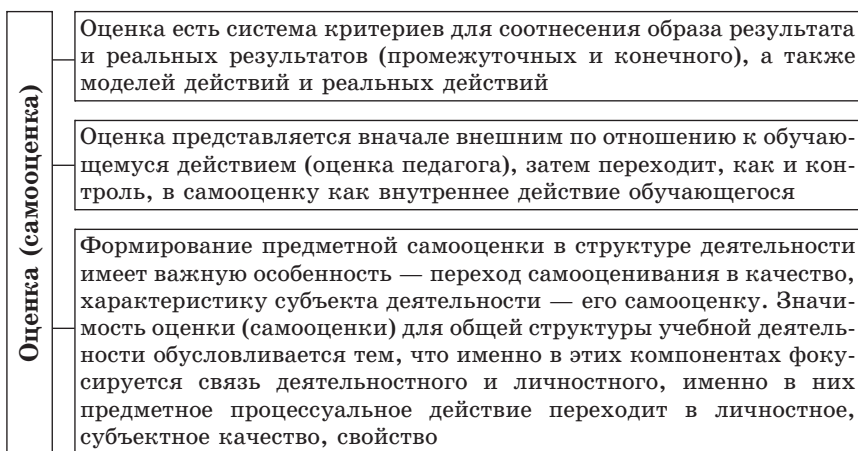 Оценка (самооценка)
Оценка есть система критериев для соотнесения образа результата
и реальных результатов (промежуточных и конечного), а также
моделей действий и реальных действий
Оценка представляется вначале внешним по отношению к обучаю-
щемуся действием (оценка педагога), затем переходит, как и кон-
троль, в самооценку как внутреннее действие обучающегося
Формирование предметной самооценки в структуре деятельности
имеет важную особенность — переход самооценивания в качество,
характеристику субъекта деятельности — его самооценку. Значи-
мость оценки (самооценки) для общей структуры учебной деятель-
ности обусловливается тем, что именно в этих компонентах фоку-
сируется связь деятельностного и личностного, именно в них
предметное процессуальное действие переходит в личностное,
субъектное качество, свойство